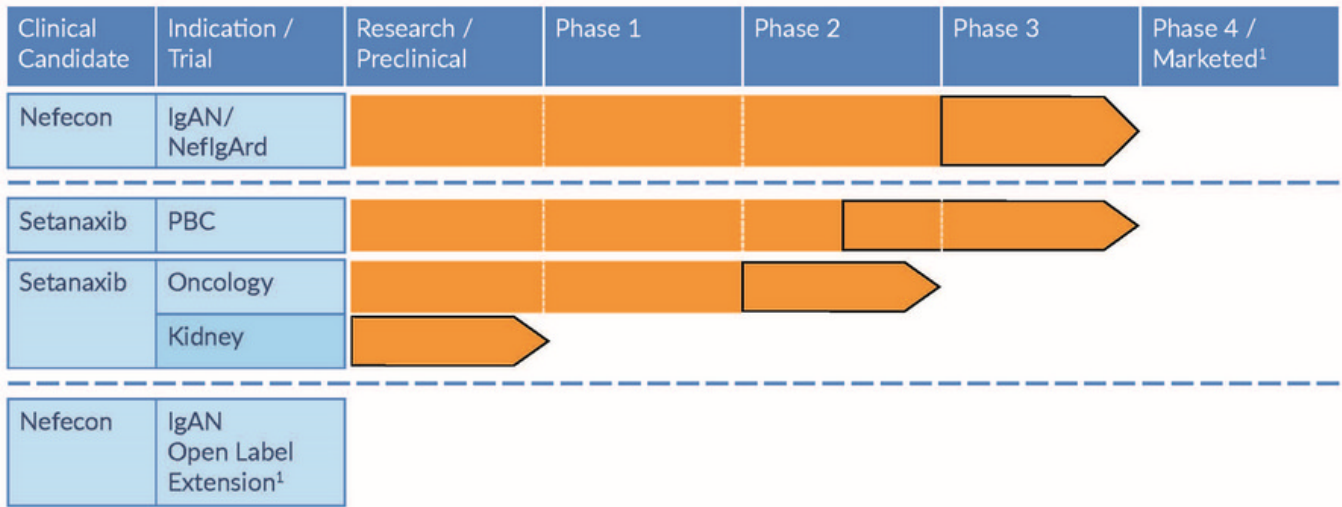 Clinical Candidate
Indication / Trial
Research / Preclinical
Phase 1
Phase 2
Phase 3
Phase 4 / Marketed¹
Nefecon
IgAN/
NefIgArd
Setanaxib
PBC
Setanaxib
Oncology
Kidney
Nefecon
IgAN
Open Label
Extension¹